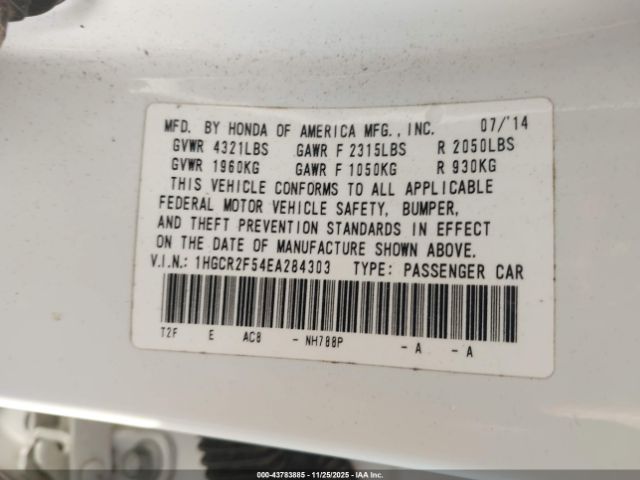 MFD. BY HONDA OF AMERICA MFG., INC. 07/'14
GVWR 4321LBS GAWR F 2315LBS R 2050LBS
GVWR 1960KG GAWR F 1050KG R 930KG
THIS VEHICLE CONFORMS TO ALL APPLICABLE
FEDERAL MOTOR VEHICLE SAFETY, BUMPER,
AND THEFT PREVENTION STANDARDS IN EFFECT
ON THE DATE OF MANUFACTURE SHOWN ABOVE.
V.I.N.: 1HGCR2F54EA284303 TYPE: PASSENGER CAR
T2F E AC8 - NH788P - A - A
© 0000-43783885 - 11/25/2025 - IAA Inc.